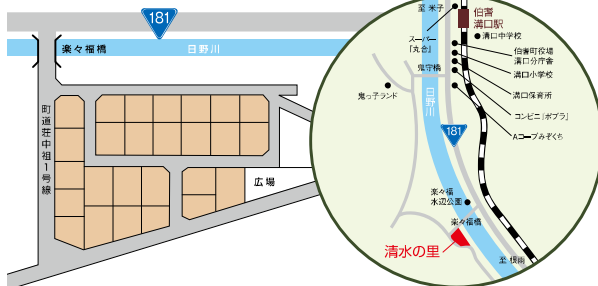 181
楽々福橋
日野川
町道荘中祖1号線
広場
至 米子
伯耆
溝口駅
スーパー
「丸合」
溝口中学校
伯耆町役場
溝口分庁舎
鬼守橋
溝口小学校
鬼っ子ランド
溝口保育所
日野川
コンビニ「ポプラ」
181
Aコープみぞくち
楽々福
水辺公園
楽々福橋
清水の里
至 根雨